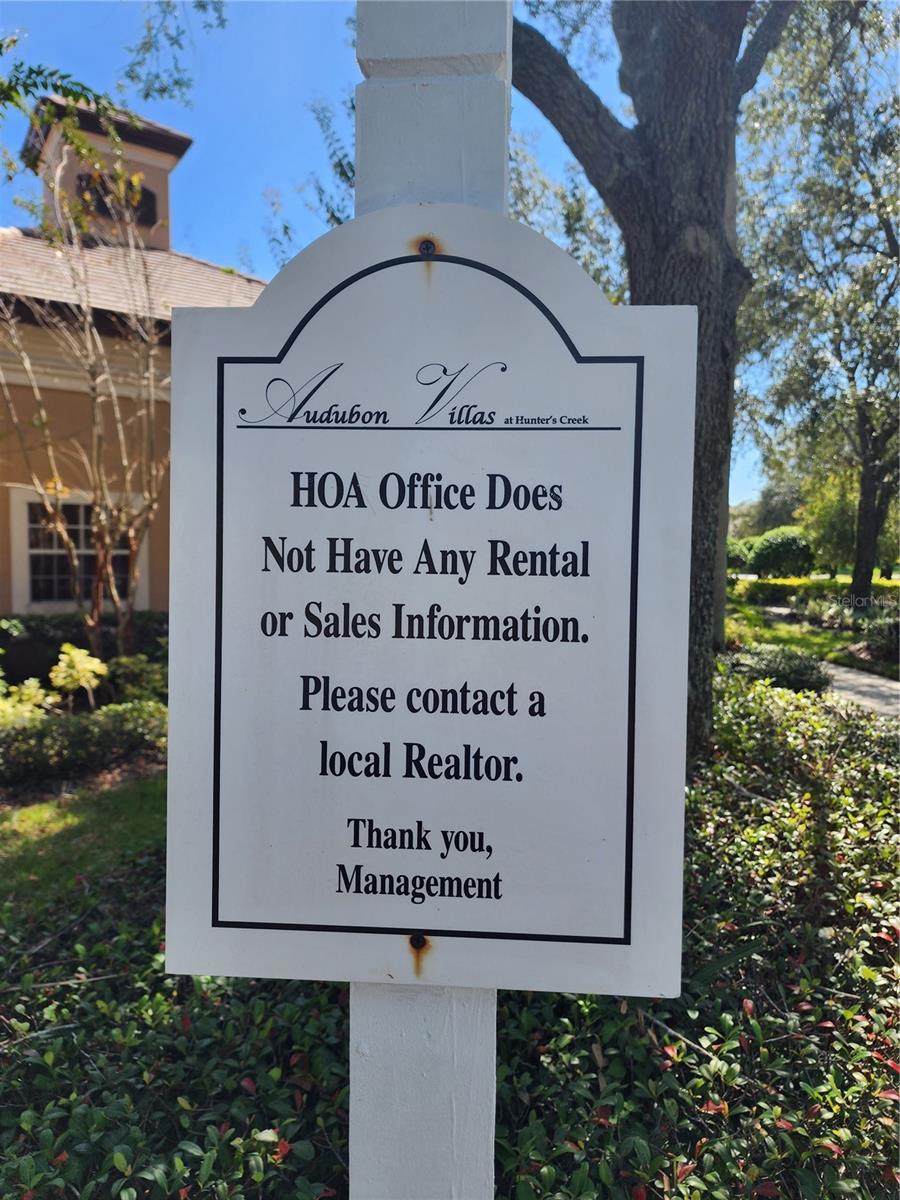 Audubon Villas at Hunter's Creek
HOA Office Does
Not Have Any Rental
or Sales Information.
Please contact a
local Realtor.
Thank you,
Management
StellarMLS